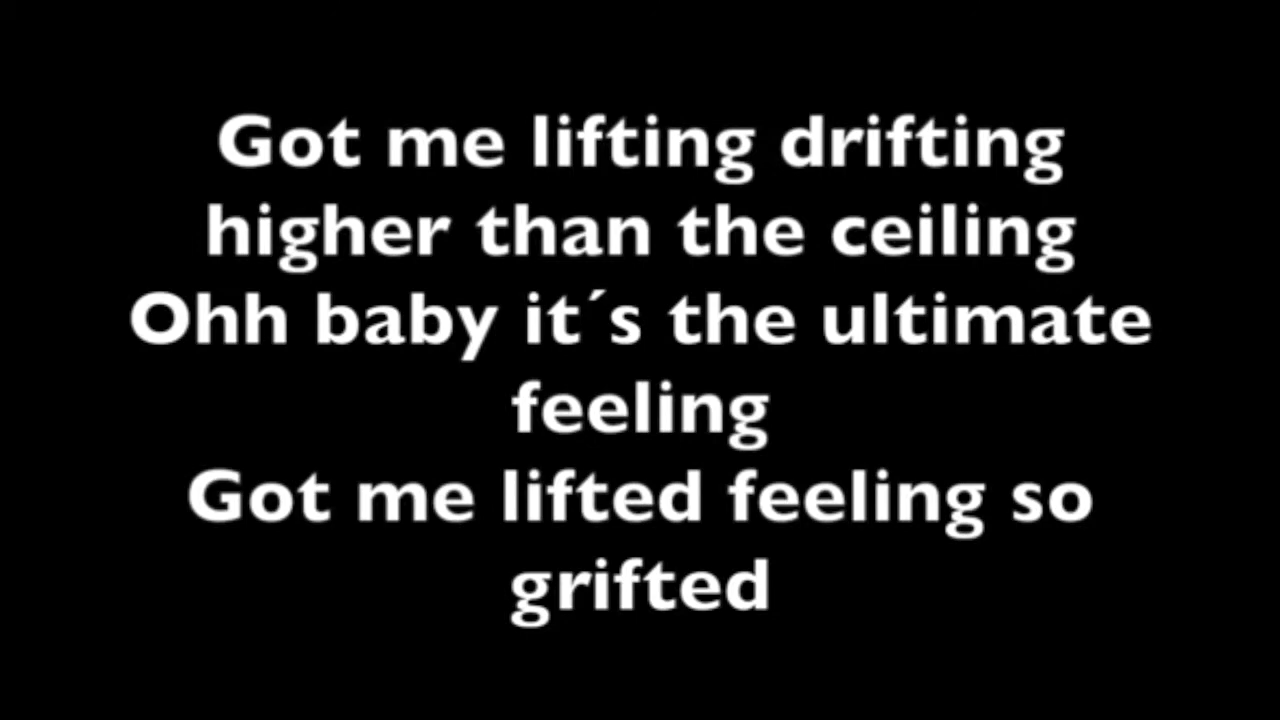 Got me lifting drifting
higher than the ceiling
Ohh baby it´s the ultimate
feeling
Got me lifted feeling so
grifted